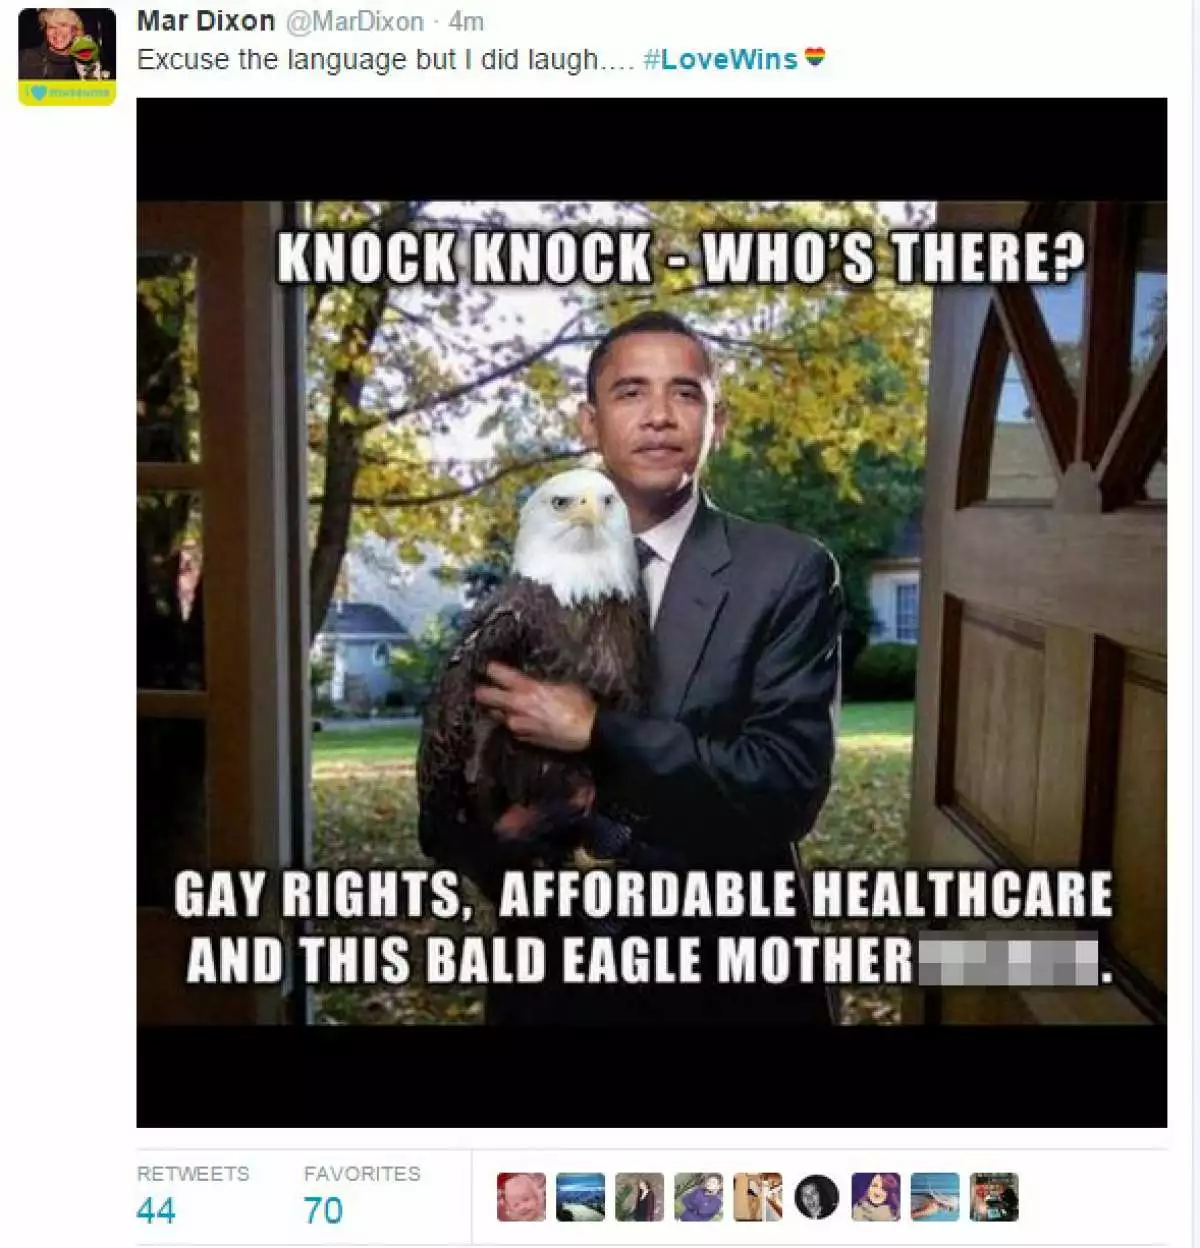 Mar Dixon @MarDixon · 4m
Excuse the language but I did laugh.... #LoveWins
i museums
KNOCK KNOCK - WHO'S THERE?
GAY RIGHTS, AFFORDABLE HEALTHCARE
AND THIS BALD EAGLE MOTHER .
RETWEETS FAVORITES
44 70